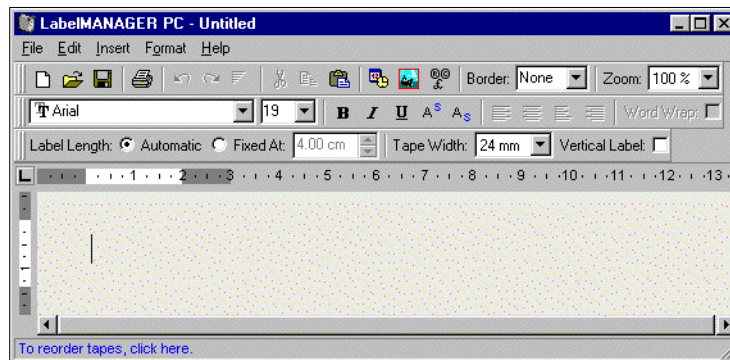 LabelMANAGER PC - Untitled
File Edit Insert Format Help
Border: None Zoom: 100 %
Arial 19 B I U A^S A_S Word Wrap:
Label Length: Automatic Fixed At: 4.00 cm Tape Width: 24 mm Vertical Label:
L 1 2 3 4 5 6 7 8 9 10 11 12 13
1
To reorder tapes, click here.